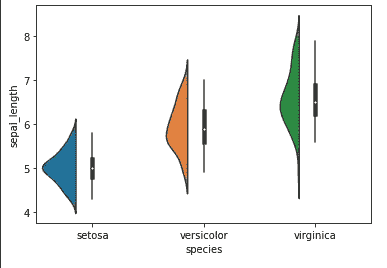 8
7
6
5
4
sepal_length
setosa
versicolor
virginica
species